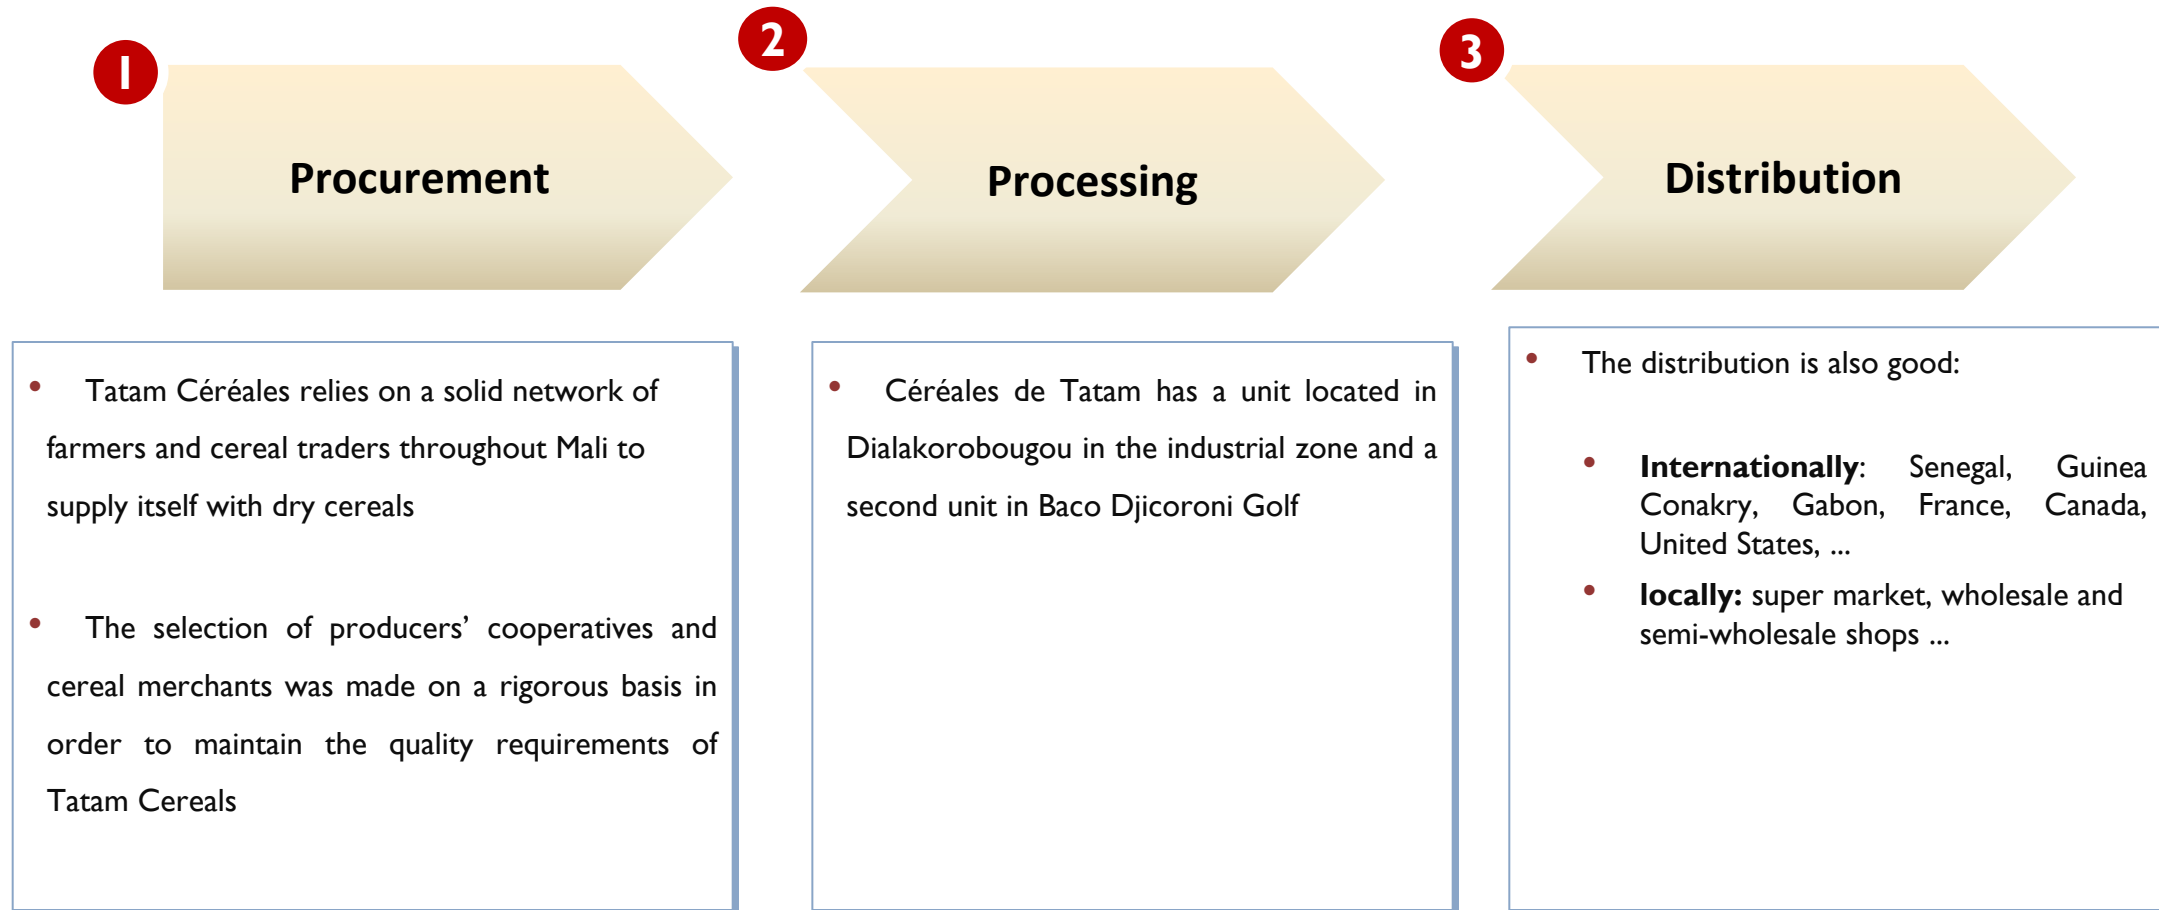 1
Procurement
• Tatam Céréales relies on a solid network of
farmers and cereal traders throughout Mali to
supply itself with dry cereals
• The selection of producers’ cooperatives and
cereal merchants was made on a rigorous basis in
order to maintain the quality requirements of
Tatam Cereals
2
Processing
• Céréales de Tatam has a unit located in
Dialakorobougou in the industrial zone and a
second unit in Baco Djicoroni Golf
3
Distribution
• The distribution is also good:
• Internationally: Senegal, Guinea
Conakry, Gabon, France, Canada,
United States, ...
• locally: super market, wholesale and
semi-wholesale shops ...